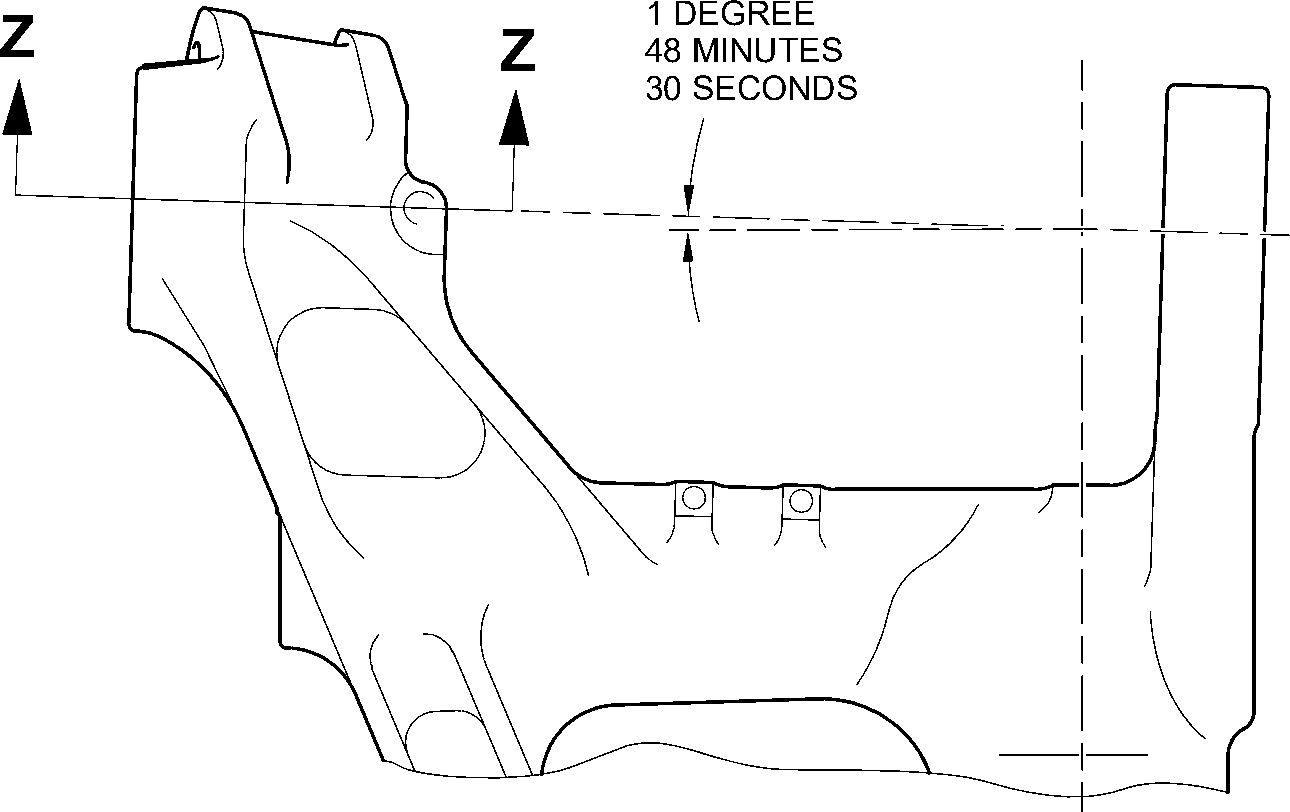 Z
Z
1 DEGREE
48 MINUTES
30 SECONDS